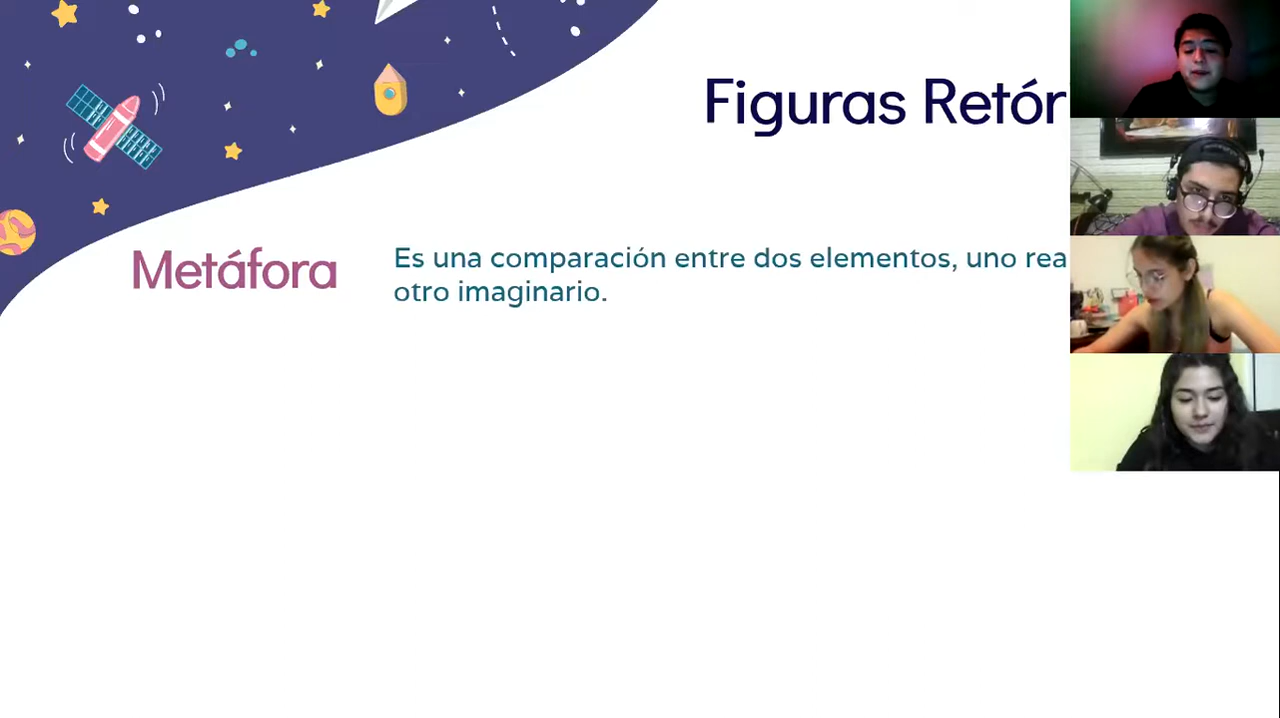 Figuras Retór
Metáfora
Es una comparación entre dos elementos, uno rea
otro imaginario.